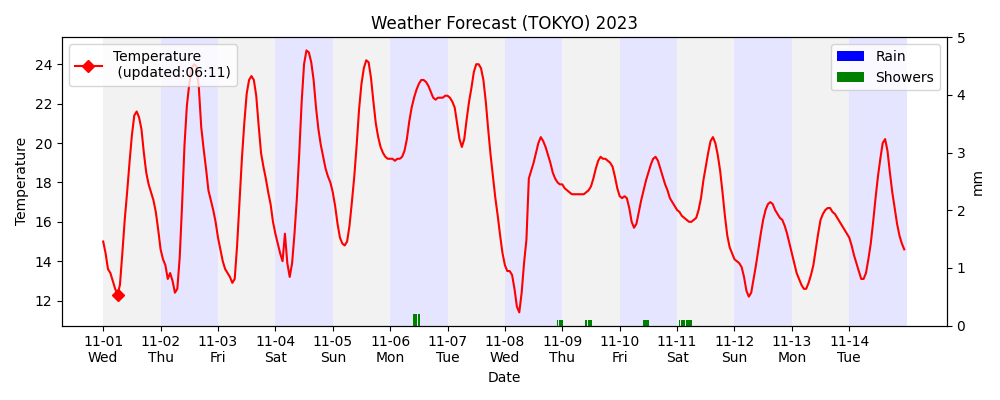 Weather Forecast (TOKYO) 2023
Temperature
(updated:06:11)
Rain
Showers
24
22
20
18
16
14
12
Temperature
5
4
3
2
1
0
mm
11-01 11-02 11-03 11-04 11-05 11-06 11-07 11-08 11-09 11-10 11-11 11-12 11-13 11-14
Wed Thu Fri Sat Sun Mon Tue Wed Thu Fri Sat Sun Mon Tue
Date